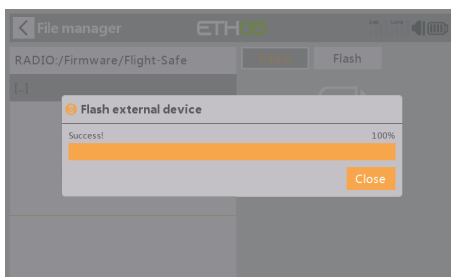 File manager
ETHOS
RADIO:/Firmware/Flight-Safe
Flash
[..]
Flash external device
Success!
100%
Close